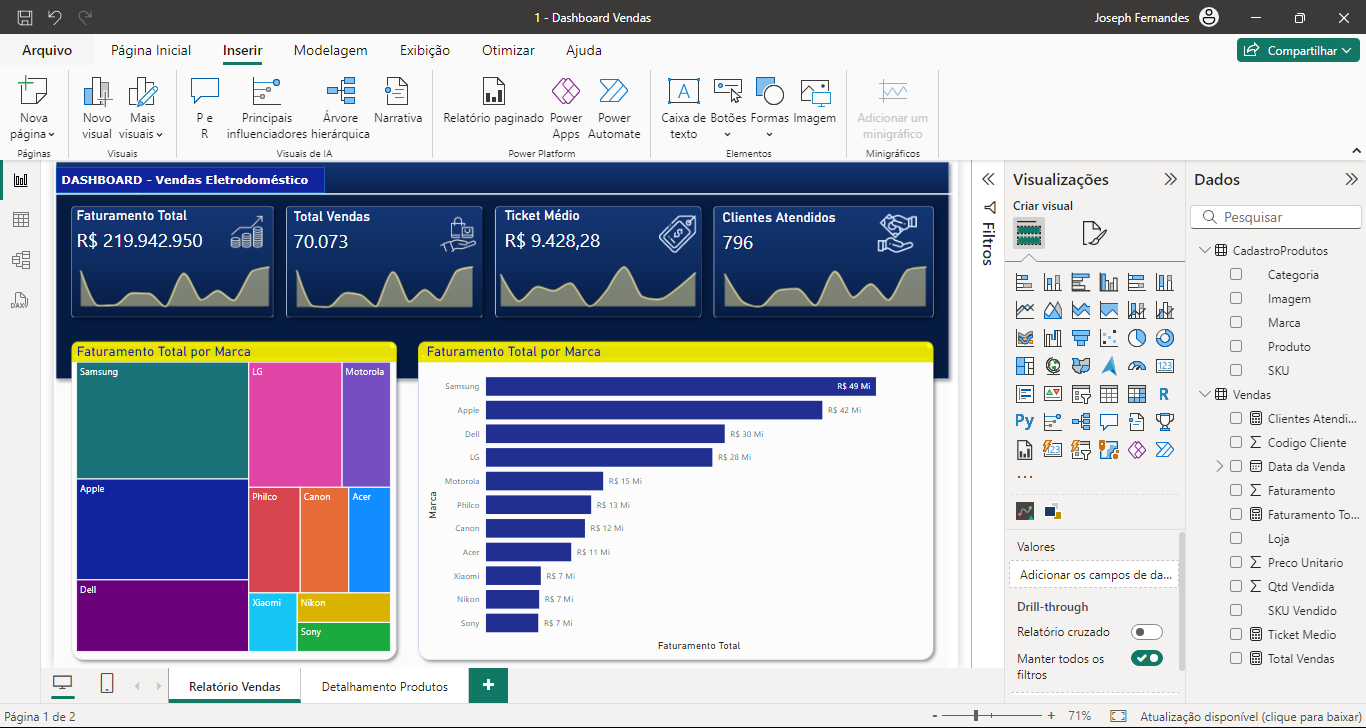 1 - Dashboard Vendas
Joseph Fernandes
Arquivo
Página Inicial
Inserir
Modelagem
Exibição
Otimizar
Ajuda
Compartilhar
Nova página
Novo visual
Mais visuais
P e R
Principais influenciadores
Árvore hierárquica
Narrativa
Relatório paginado
Power Apps
Power Automate
Caixa de texto
Botões
Formas
Imagem
Adicionar um minigráfico
Páginas
Visuais
Visuais de IA
Power Platform
Elementos
Minigráficos
DAX
DASHBOARD - Vendas Eletrodoméstico
Faturamento Total
R$ 219.942.950
Total Vendas
70.073
Ticket Médio
R$ 9.428,28
Clientes Atendidos
796
Faturamento Total por Marca
Samsung
LG
Motorola
Apple
Philco
Canon
Acer
Dell
Xiaomi
Nikon
Sony
Faturamento Total por Marca
Marca
Samsung R$ 49 Mi
Apple R$ 42 Mi
Dell R$ 30 Mi
LG R$ 28 Mi
Motorola R$ 15 Mi
Philco R$ 13 Mi
Canon R$ 12 Mi
Acer R$ 11 Mi
Xiaomi R$ 7 Mi
Nikon R$ 7 Mi
Sony R$ 7 Mi
Faturamento Total
Filtros
Visualizações
Criar visual
123
R
Py
123
...
Valores
Adicionar os campos de da...
Drill-through
Relatório cruzado
Manter todos os
filtros
Dados
Pesquisar
CadastroProdutos
Categoria
Imagem
Marca
Produto
SKU
Vendas
Clientes Atendi...
Codigo Cliente
Data da Venda
Faturamento
Faturamento To...
Loja
Preco Unitario
Qtd Vendida
SKU Vendido
Ticket Medio
Total Vendas
Relatório Vendas
Detalhamento Produtos
+
Página 1 de 2
- + 71%
Atualização disponível (clique para baixar)